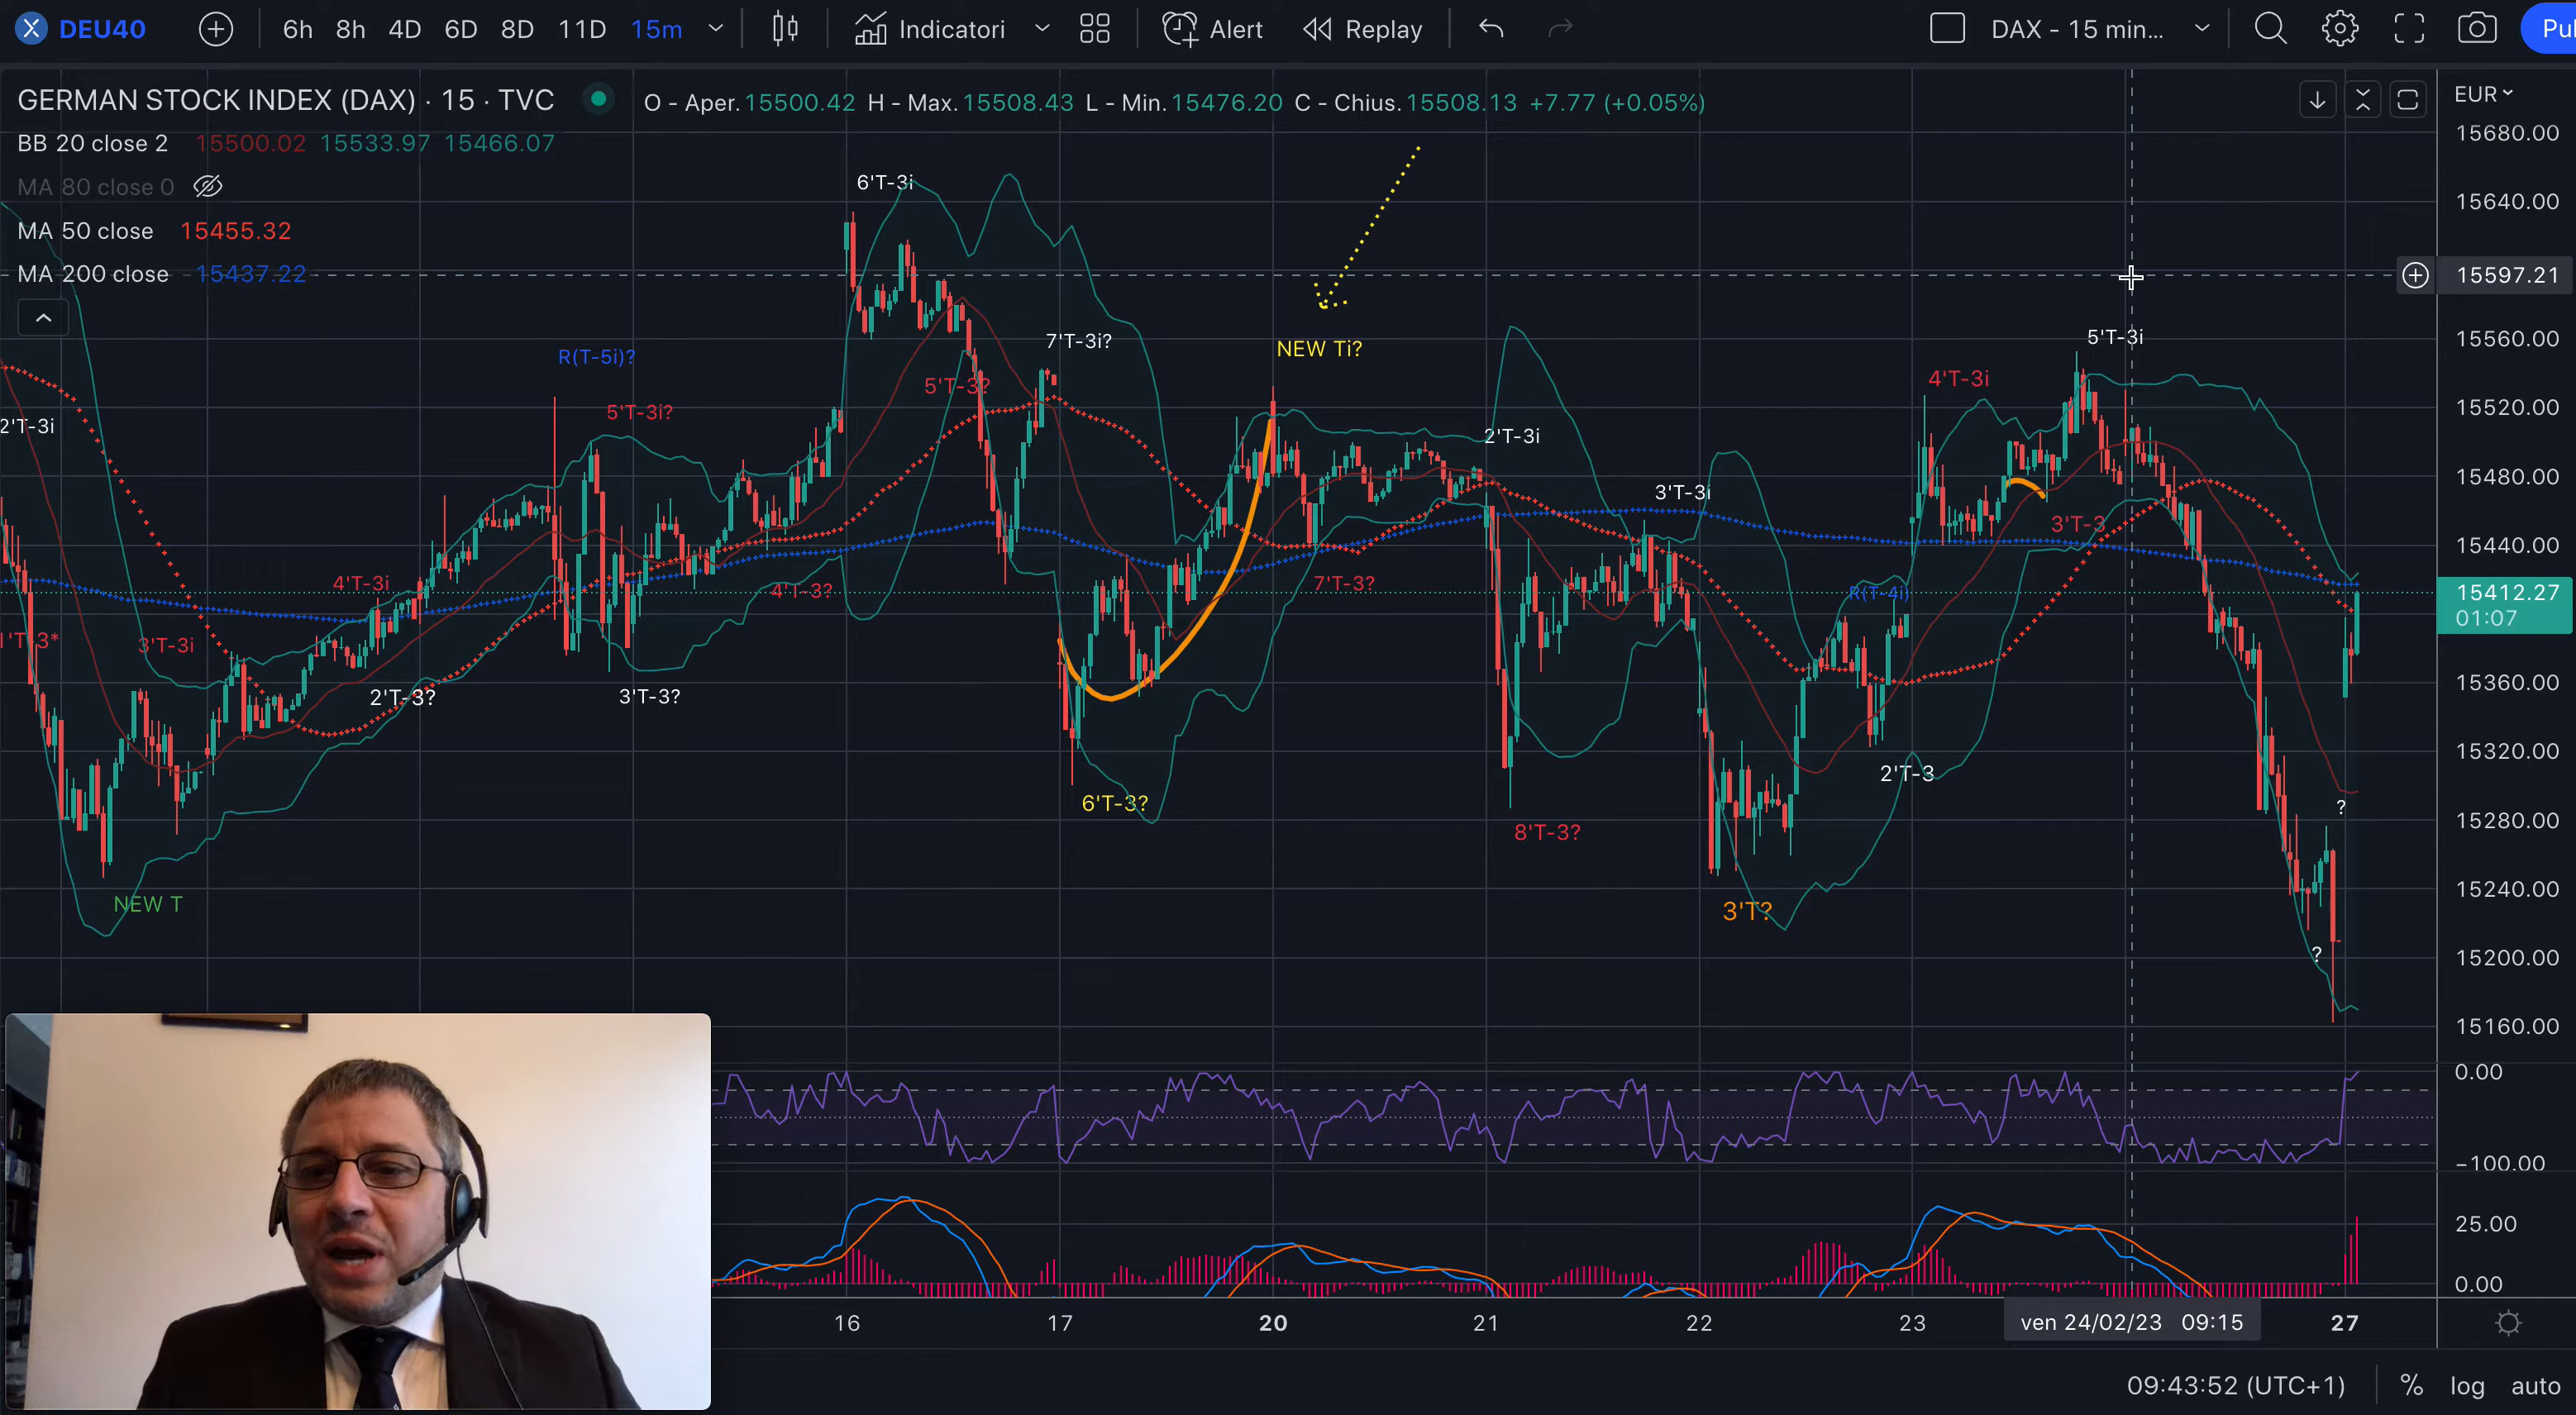 DEU40 6h 8h 4D 6D 8D 11D 15m Indicatori Alert Replay DAX - 15 min... Pul
GERMAN STOCK INDEX (DAX) · 15 · TVC O - Aper.15500.42 H - Max.15508.43 L - Min.15476.20 C - Chius.15508.13 +7.77 (+0.05%) EUR
BB 20 close 2 15500.02 15533.97 15466.07
MA 80 close 0
MA 50 close 15455.32
MA 200 close 15437.22
15680.00
15640.00
15597.21
15560.00
15520.00
15480.00
15440.00
15412.27
01:07
15360.00
15320.00
15280.00
15240.00
15200.00
15160.00
6'T-3i
R(T-5i)?
7'T-3i?
NEW Ti?
5'T-3i
5'T-3?
4'T-3i
5'T-3i?
2'T-3i
2'T-3i
3'T-3i
3'T-3
4'T-3i
4'T-3?
7'T-3?
R(T-4i)
1'T-3*
3'T-3i
2'T-3?
3'T-3?
2'T-3
6'T-3?
?
8'T-3?
NEW T
3'T?
?
0.00
-100.00
25.00
0.00
16 17 20 21 22 23 ven 24/02/23 09:15 27
09:43:52 (UTC+1) % log auto